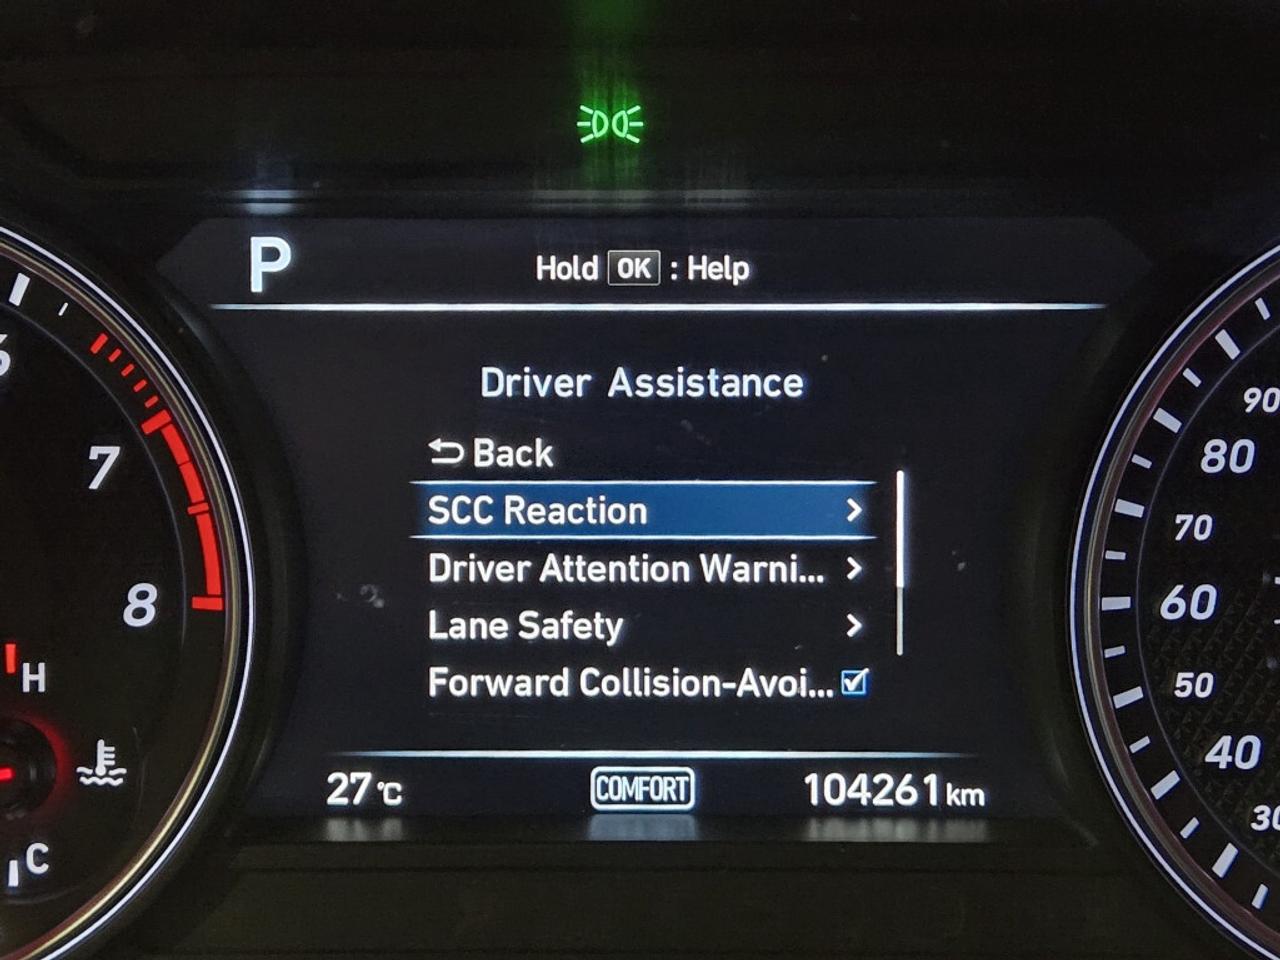 P
Hold OK : Help
Driver Assistance
Back
SCC Reaction
Driver Attention Warni...
Lane Safety
Forward Collision-Avoi...
27°C
COMFORT
104261 km
6
7
8
H
C
90
80
70
60
50
40
30